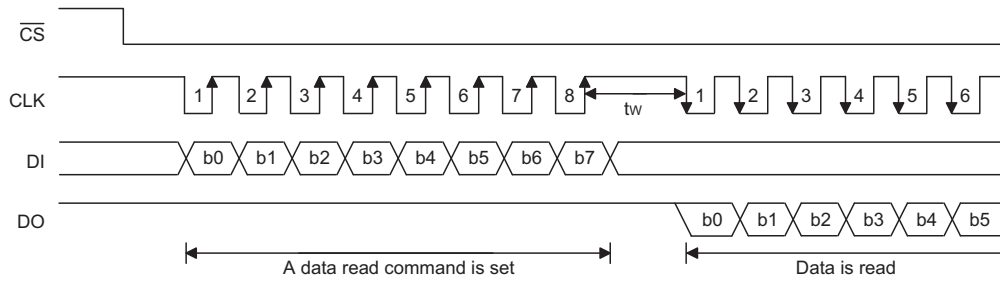 CS
CLK 1 2 3 4 5 6 7 8 tw 1 2 3 4 5 6
DI b0 b1 b2 b3 b4 b5 b6 b7
DO b0 b1 b2 b3 b4 b5
A data read command is set Data is read